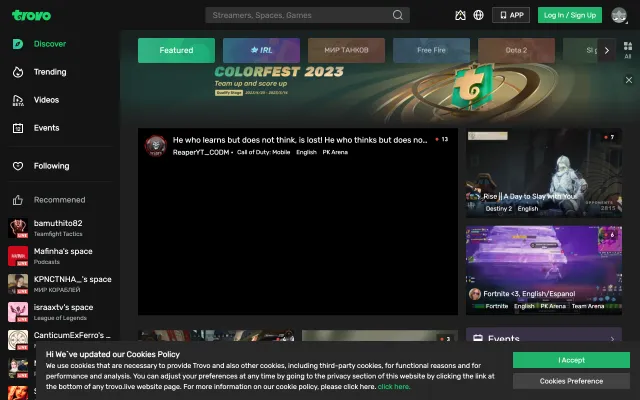 trovo
Streamers, Spaces, Games
APP
Log In / Sign Up
Discover
Trending
Videos
BETA
Events
Following
Recommened
bamuthito82
Teamfight Tactics
LIVE
Mafinha's space
Podcasts
LIVE
KPNCTNHA_'s space
МИР КОРАБЛЕЙ
LIVE
israaxtv's space
League of Legends
LIVE
CanticumExFerro's _
LIVE
Featured
IRL
МИР ТАНКОВ
Free Fire
Dota 2
All
COLORFEST 2023
Team up and score up
Qualify Stage
He who learns but does not think, is lost! He who thinks but does no...
13
ReaperYT_CODM • Call of Duty: Mobile English PK Arena
7
Rise || A Day to Slay with You
Destiny 2 English
6
Fortnite <3, English/Espanol
Fortnite English PK Arena Team Arena
4
3
Events
Hi We`ve updated our Cookies Policy
We use cookies that are necessary to provide Trovo and also other cookies, including third-party cookies, for functional reasons and for
performance and analysis. You can adjust your preferences at any time by going to the privacy section of this website by clicking the link at
the bottom of any trovo.live website page. For more information on our cookie policy, please click here. click here.
I Accept
Cookies Preference